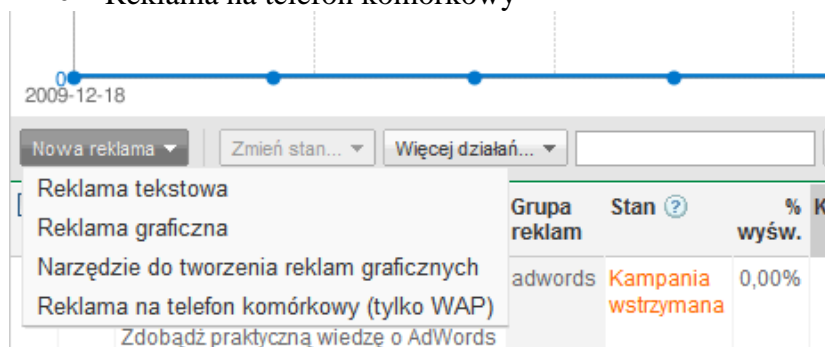 Reklama na telefon komórkowy
0
2009-12-18
Nowa reklama Zmień stan... Więcej działań...
Reklama tekstowa
Reklama graficzna
Narzędzie do tworzenia reklam graficznych
Reklama na telefon komórkowy (tylko WAP)
Grupa reklam
Stan ?
% wyśw.
K
adwords
Kampania wstrzymana
0,00%
Zdobądź praktyczną wiedzę o AdWords